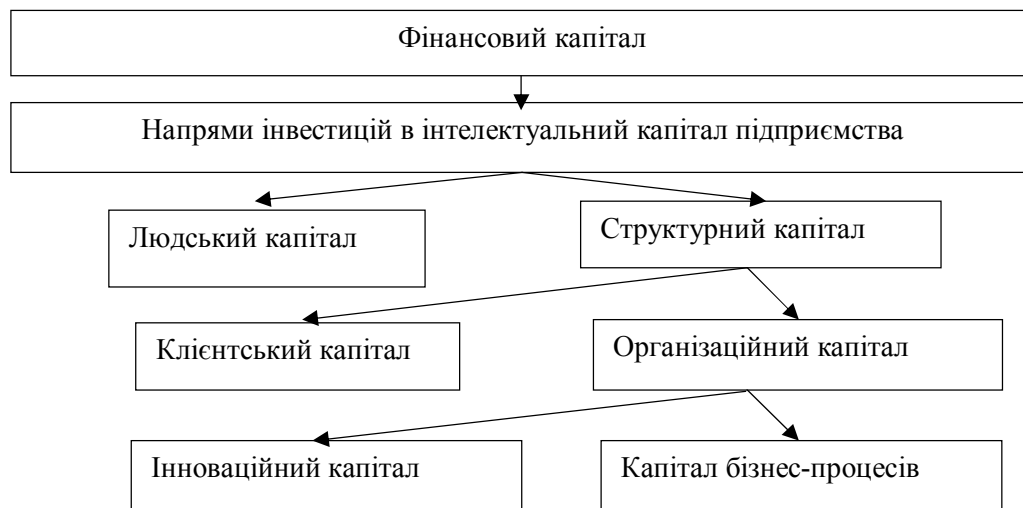 Фінансовий капітал
Напрями інвестицій в інтелектуальний капітал підприємства
Людський капітал
Структурний капітал
Клієнтський капітал
Організаційний капітал
Інноваційний капітал
Капітал бізнес-процесів